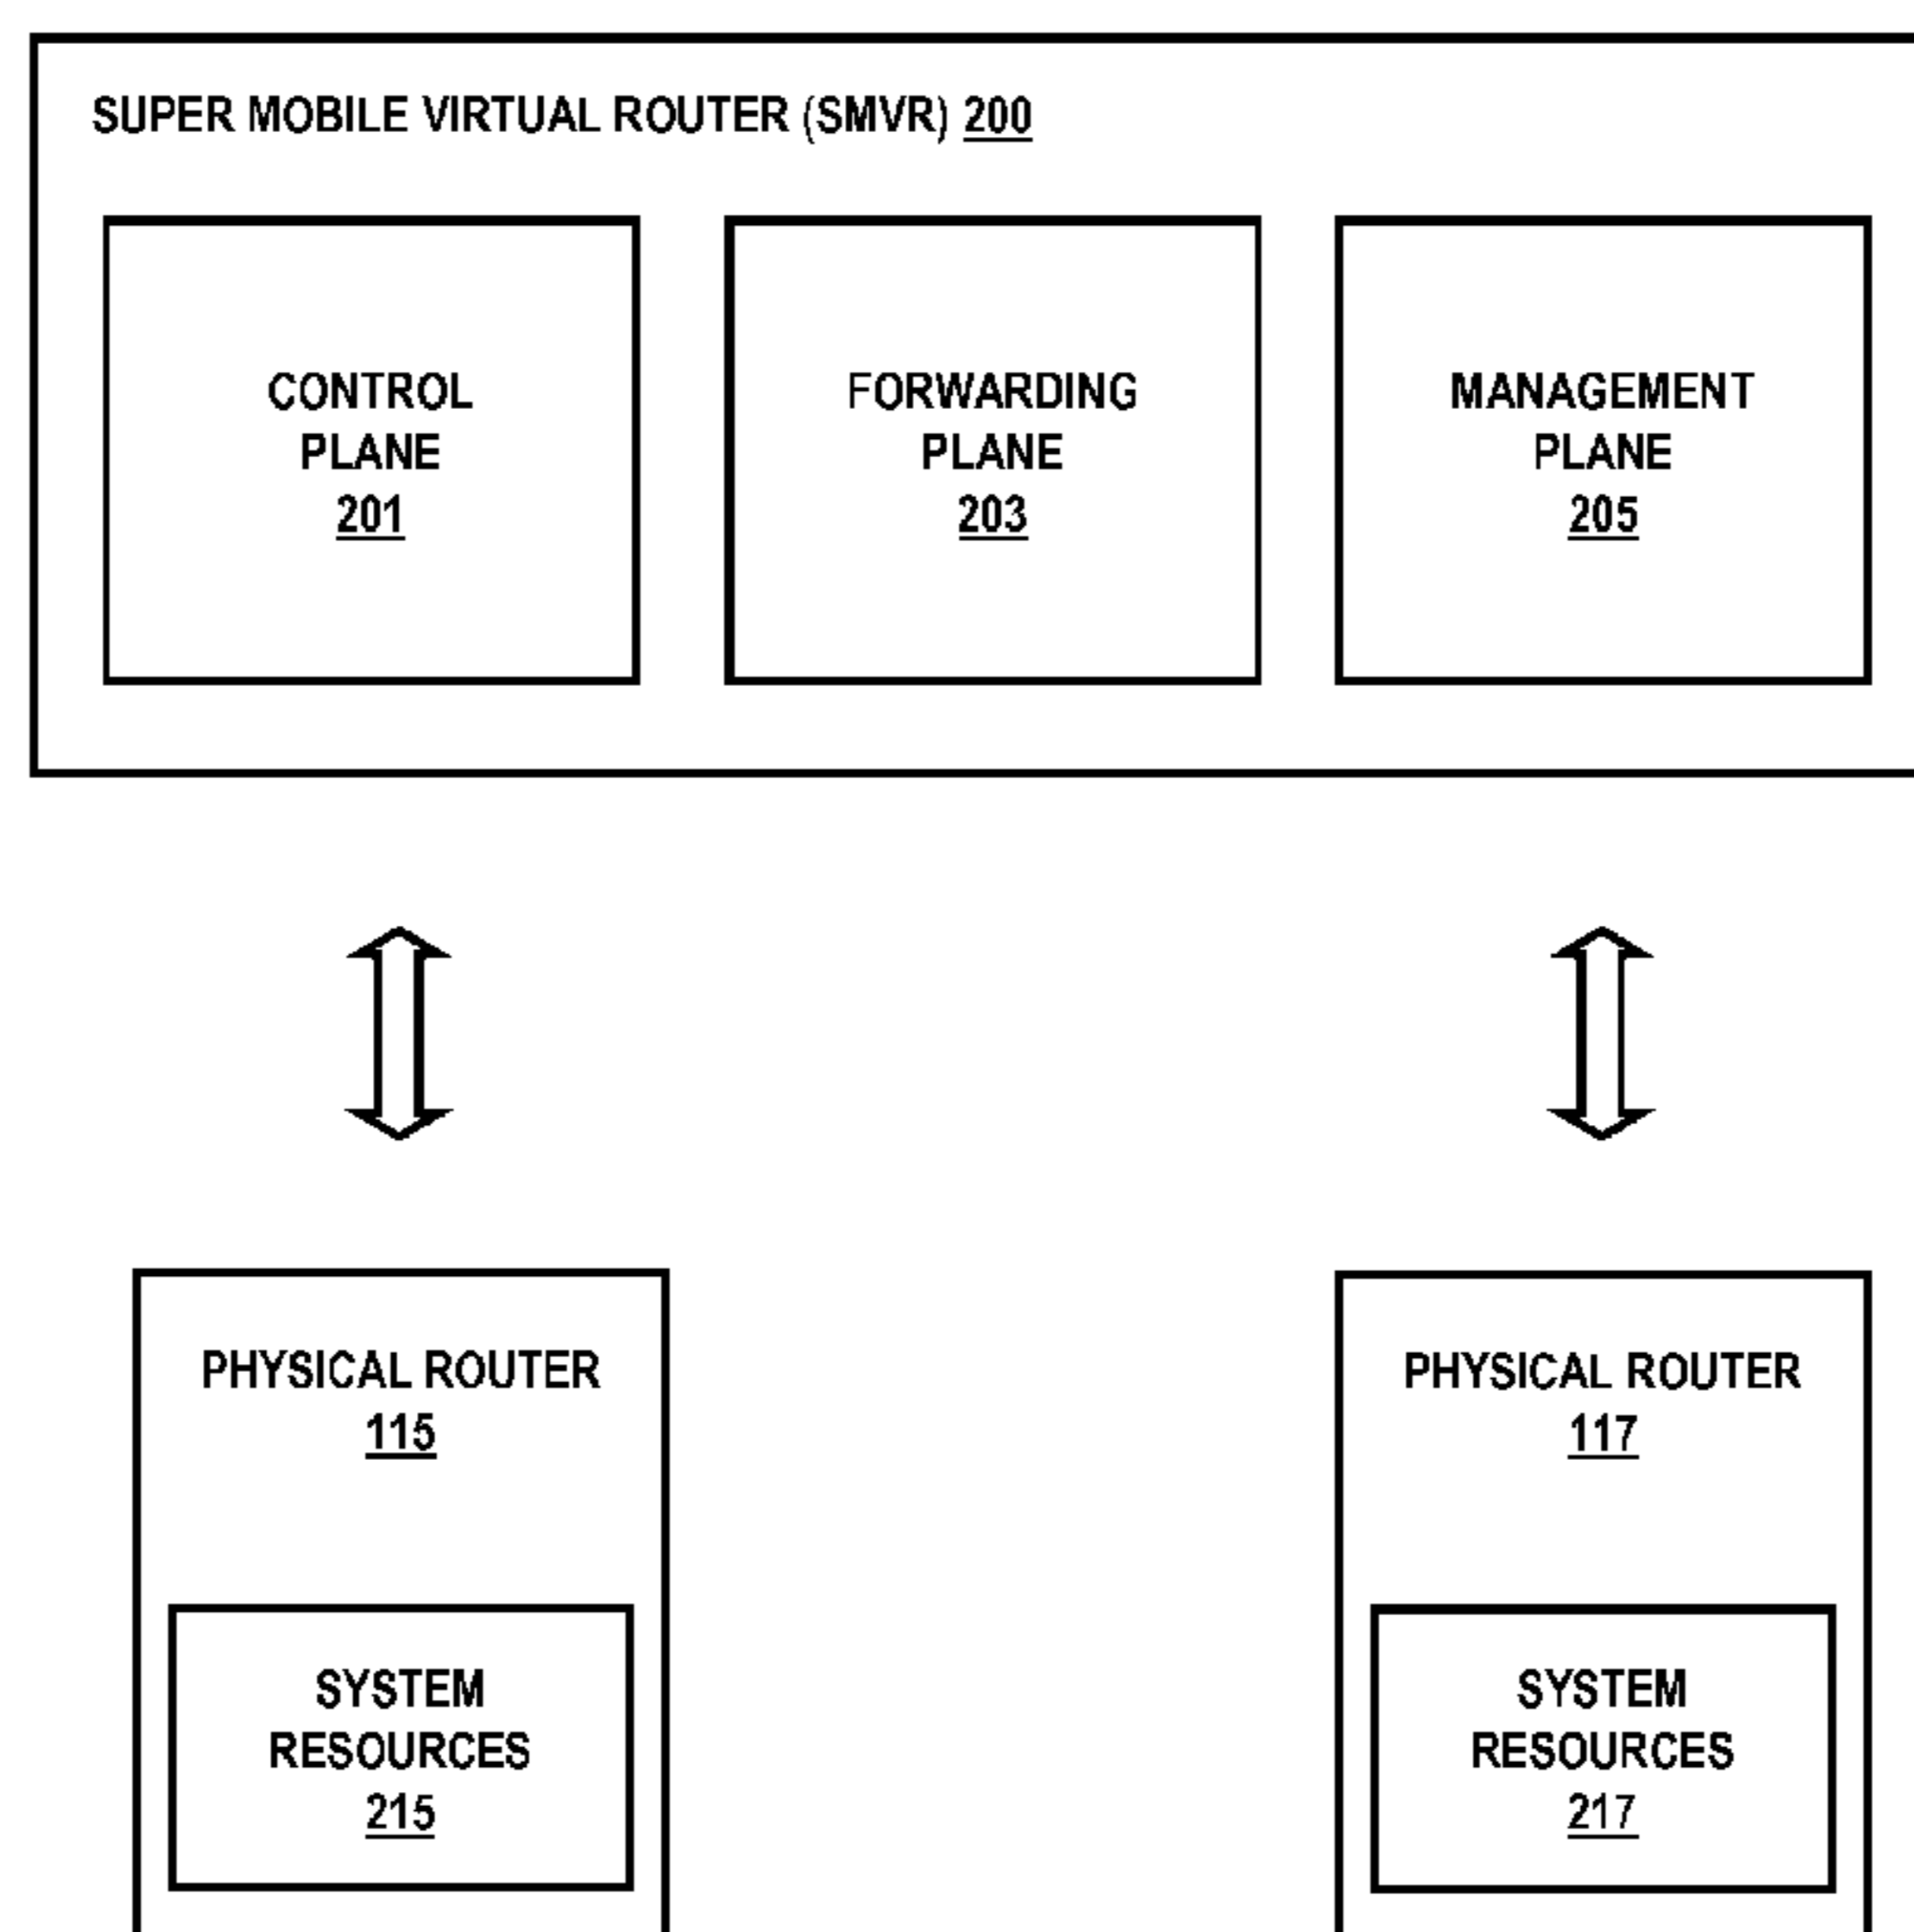 SUPER MOBILE VIRTUAL ROUTER (SMVR) 200
CONTROL
PLANE
201
FORWARDING
PLANE
203
MANAGEMENT
PLANE
205
PHYSICAL ROUTER
115
SYSTEM
RESOURCES
215
PHYSICAL ROUTER
117
SYSTEM
RESOURCES
217